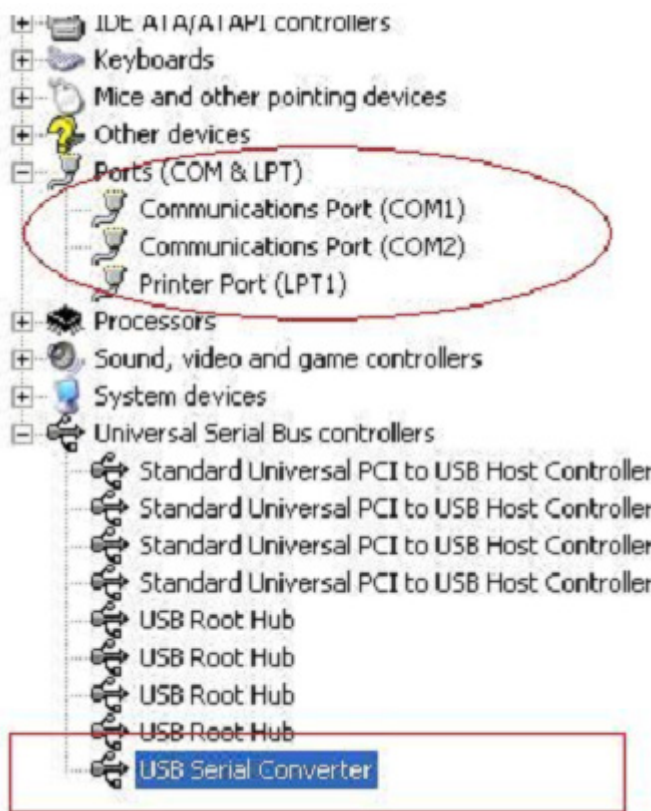 IDE ATA/ATAPI controllers
Keyboards
Mice and other pointing devices
Other devices
Ports (COM & LPT)
Communications Port (COM1)
Communications Port (COM2)
Printer Port (LPT1)
Processors
Sound, video and game controllers
System devices
Universal Serial Bus controllers
Standard Universal PCI to USB Host Controller
Standard Universal PCI to USB Host Controller
Standard Universal PCI to USB Host Controller
Standard Universal PCI to USB Host Controller
USB Root Hub
USB Root Hub
USB Root Hub
USB Root Hub
USB Serial Converter